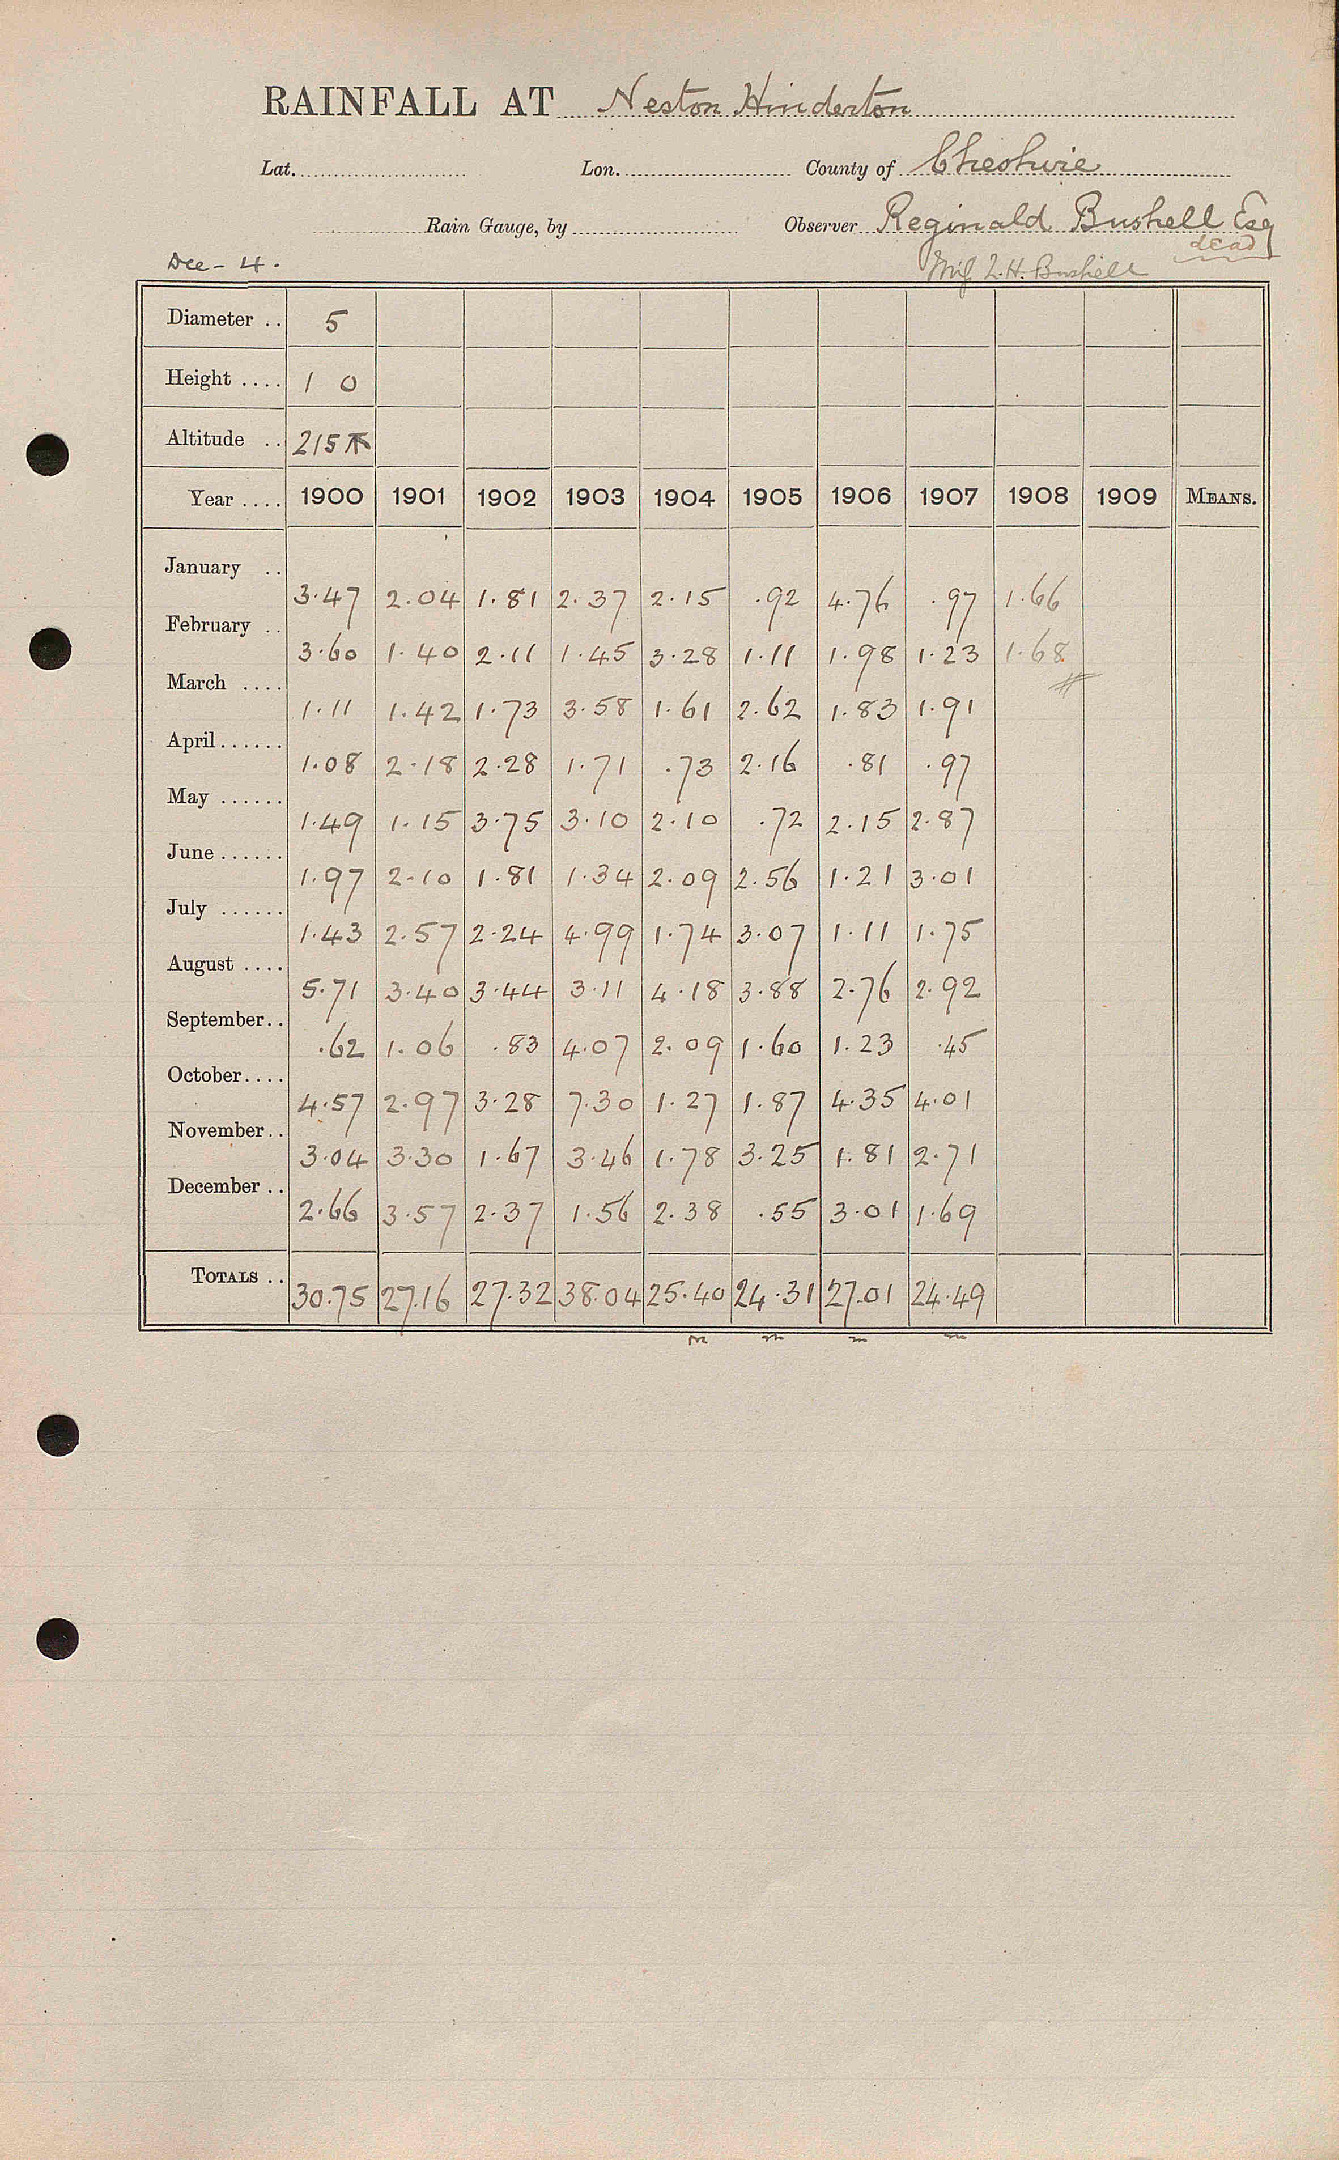 RAINFALL AT Neston Hinderton
Lat. Lon. County of Cheshire
Rain Gauge, by Observer Reginald Bushell Esq
dead
Dec - 4. L.H. Bushell
Diameter .. 5
Height .... 1 0
Altitude .. 215
Year .... 1900 1901 1902 1903 1904 1905 1906 1907 1908 1909 MEANS.
January .. 3.47 2.04 1.81 2.37 2.15 .92 4.76 .97 1.66
February .. 3.60 1.40 2.11 1.45 3.28 1.11 1.98 1.23 1.68
March .... 1.11 1.42 1.73 3.58 1.61 2.62 1.83 1.91
April...... 1.08 2.18 2.28 1.71 .73 2.16 .81 .97
May ...... 1.49 1.15 3.75 3.10 2.10 .72 2.15 2.87
June...... 1.97 2.10 1.81 1.34 2.09 2.56 1.21 3.01
July ...... 1.43 2.57 2.24 4.99 1.74 3.07 1.11 1.75
August .... 5.71 3.40 3.44 3.11 4.18 3.88 2.76 2.92
September.. .62 1.06 .83 4.07 2.09 1.60 1.23 .45
October.... 4.57 2.97 3.28 7.30 1.27 1.87 4.35 4.01
November.. 3.04 3.30 1.67 3.46 1.78 3.25 1.81 2.71
December .. 2.66 3.57 2.37 1.56 2.38 .55 3.01 1.69
TOTALS .. 30.75 27.16 27.32 38.04 25.40 24.31 27.01 24.49